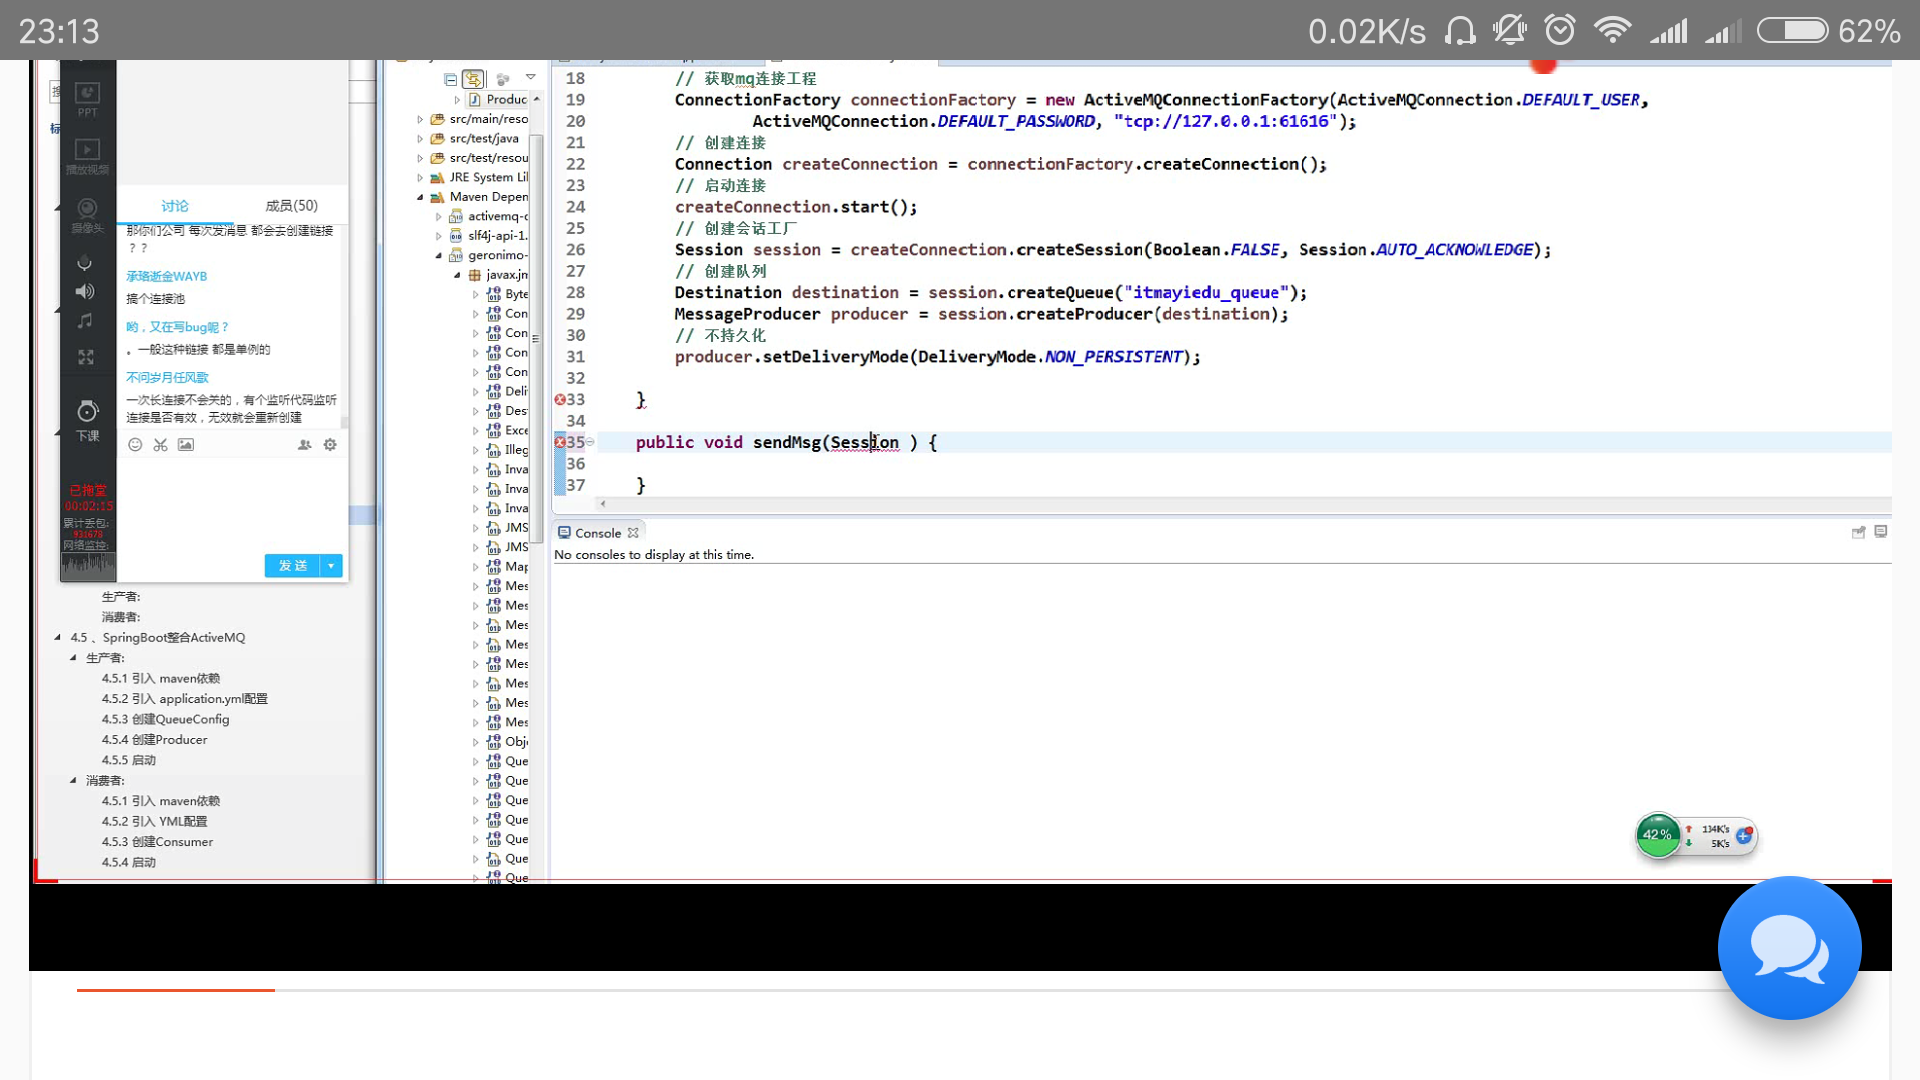 23:13
0.02K/s
62%
PPT
播放视频
摄像头
下课
已拖堂
00:02:15
累计丢包:
931678
网络监控:
讨论
成员(50)
那你们公司 每次发消息 都会去创建链接
？？
承珞逝金WAYB
搞个连接池
哟，又在写bug呢？
。一般这种链接 都是单例的
不问岁月任风歌
一次长连接不会关的，有个监听代码监听
连接是否有效，无效就会重新创建
发 送
生产者:
消费者:
4.5 、SpringBoot整合ActiveMQ
生产者:
4.5.1 引入 maven依赖
4.5.2 引入 application.yml配置
4.5.3 创建QueueConfig
4.5.4 创建Producer
4.5.5 启动
消费者:
4.5.1 引入 maven依赖
4.5.2 引入 YML配置
4.5.3 创建Consumer
4.5.4 启动
Produc
src/main/reso
src/test/java
src/test/resou
JRE System Li
Maven Depen
activemq-c
slf4j-api-1.
geronimo-
javax.jm
Byte
Con
Con
Con
Con
Deli
Des
Exce
Illeg
Inva
Inva
Inva
JMS
JMS
Map
Mes
Mes
Mes
Mes
Mes
Mes
Mes
Mes
Obj
Que
Que
Que
Que
Que
Que
Que
18 // 获取mq连接工程
19 ConnectionFactory connectionFactory = new ActiveMQConnectionFactory(ActiveMQConnection.DEFAULT_USER,
20 ActiveMQConnection.DEFAULT_PASSWORD, "tcp://127.0.0.1:61616");
21 // 创建连接
22 Connection createConnection = connectionFactory.createConnection();
23 // 启动连接
24 createConnection.start();
25 // 创建会话工厂
26 Session session = createConnection.createSession(Boolean.FALSE, Session.AUTO_ACKNOWLEDGE);
27 // 创建队列
28 Destination destination = session.createQueue("itmayiedu_queue");
29 MessageProducer producer = session.createProducer(destination);
30 // 不持久化
31 producer.setDeliveryMode(DeliveryMode.NON_PERSISTENT);
32
33 }
34
35 public void sendMsg(Session ) {
36
37 }
Console
No consoles to display at this time.
42%
134K/s
5K/s